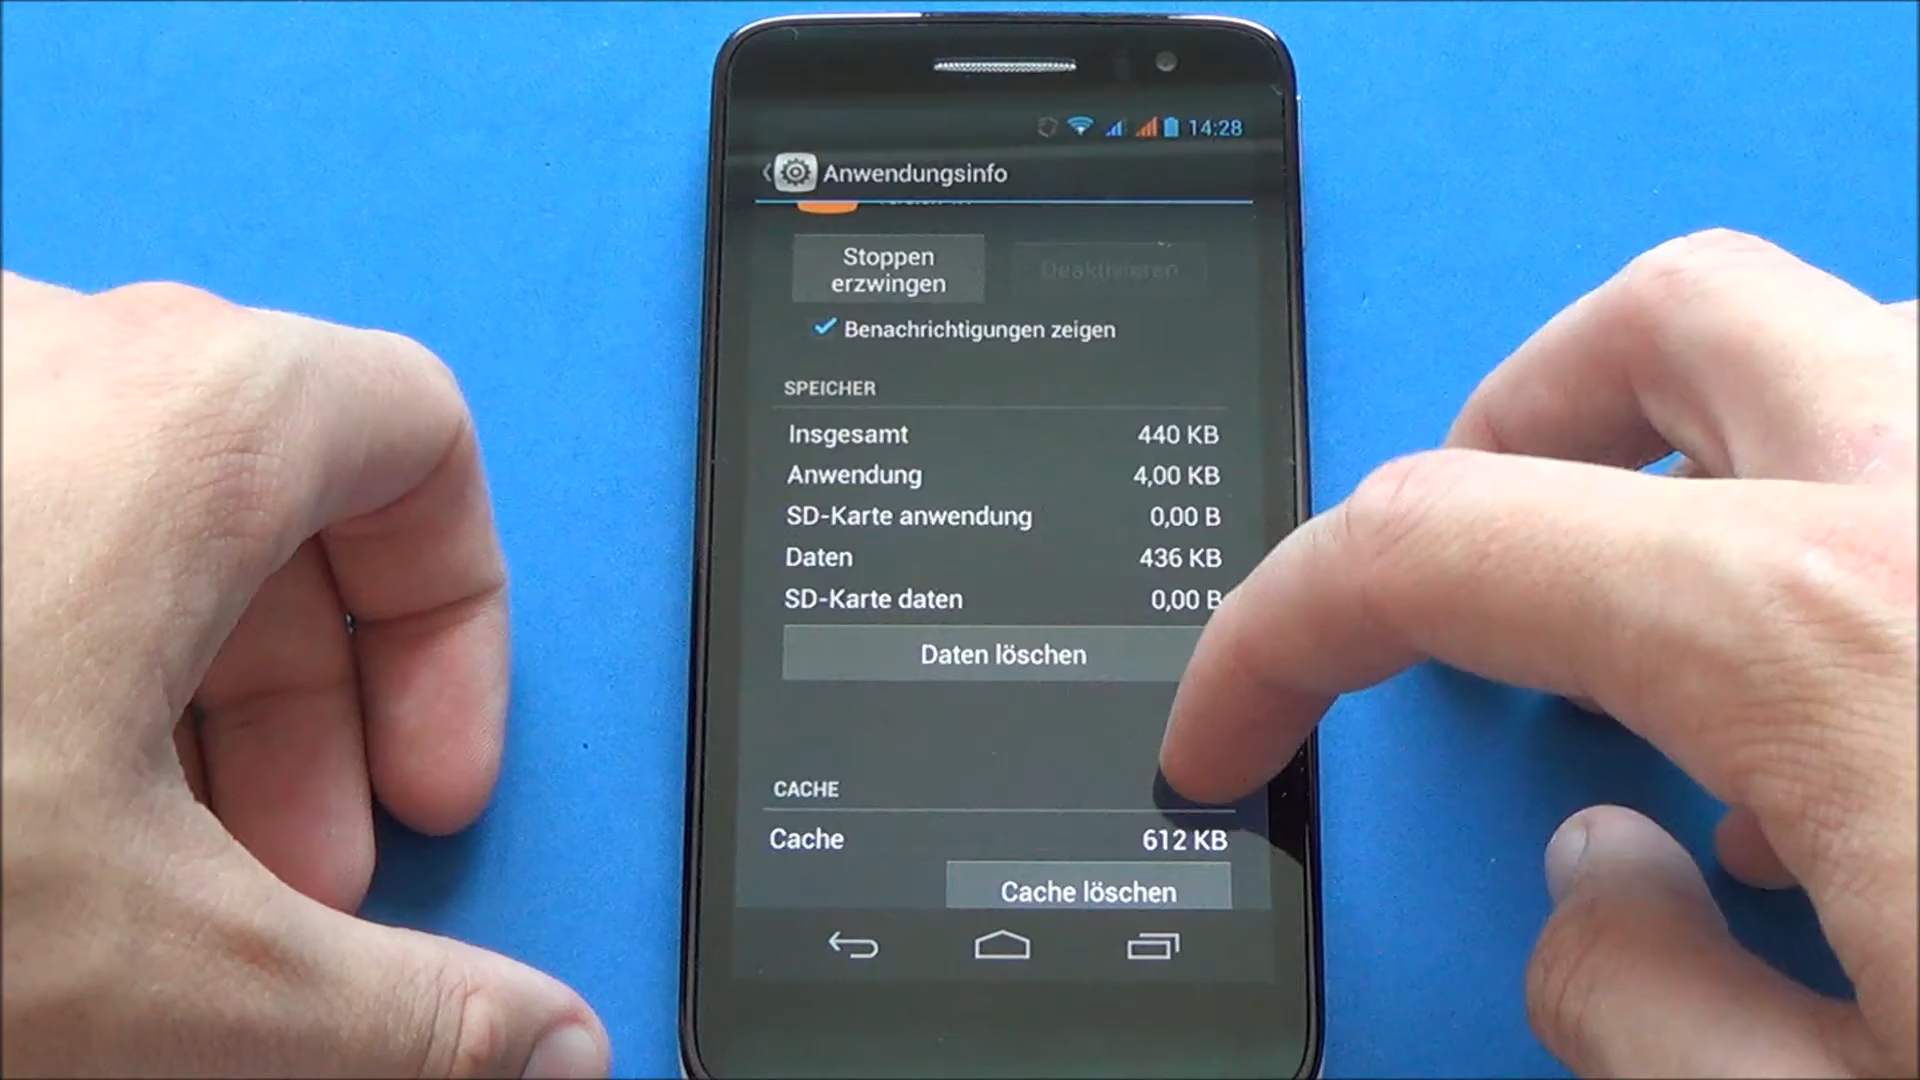 14:28
Anwendungsinfo
Stoppen
erzwingen
Deaktivieren
Benachrichtigungen zeigen
SPEICHER
Insgesamt 440 KB
Anwendung 4,00 KB
SD-Karte anwendung 0,00 B
Daten 436 KB
SD-Karte daten 0,00 B
Daten löschen
CACHE
Cache 612 KB
Cache löschen